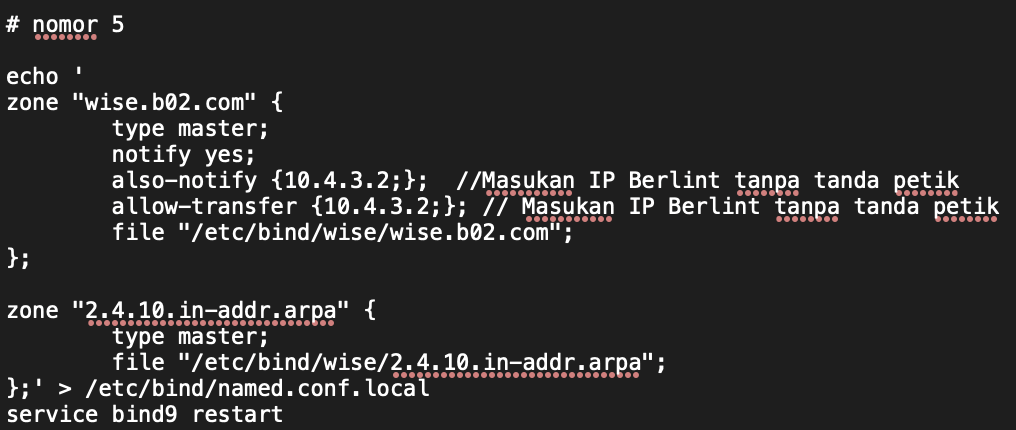 # nomor 5
echo '
zone "wise.b02.com" {
        type master;
        notify yes;
        also-notify {10.4.3.2;};  //Masukan IP Berlint tanpa tanda petik
        allow-transfer {10.4.3.2;}; // Masukan IP Berlint tanpa tanda petik
        file "/etc/bind/wise/wise.b02.com";
};
zone "2.4.10.in-addr.arpa" {
        type master;
        file "/etc/bind/wise/2.4.10.in-addr.arpa";
};' > /etc/bind/named.conf.local
service bind9 restart